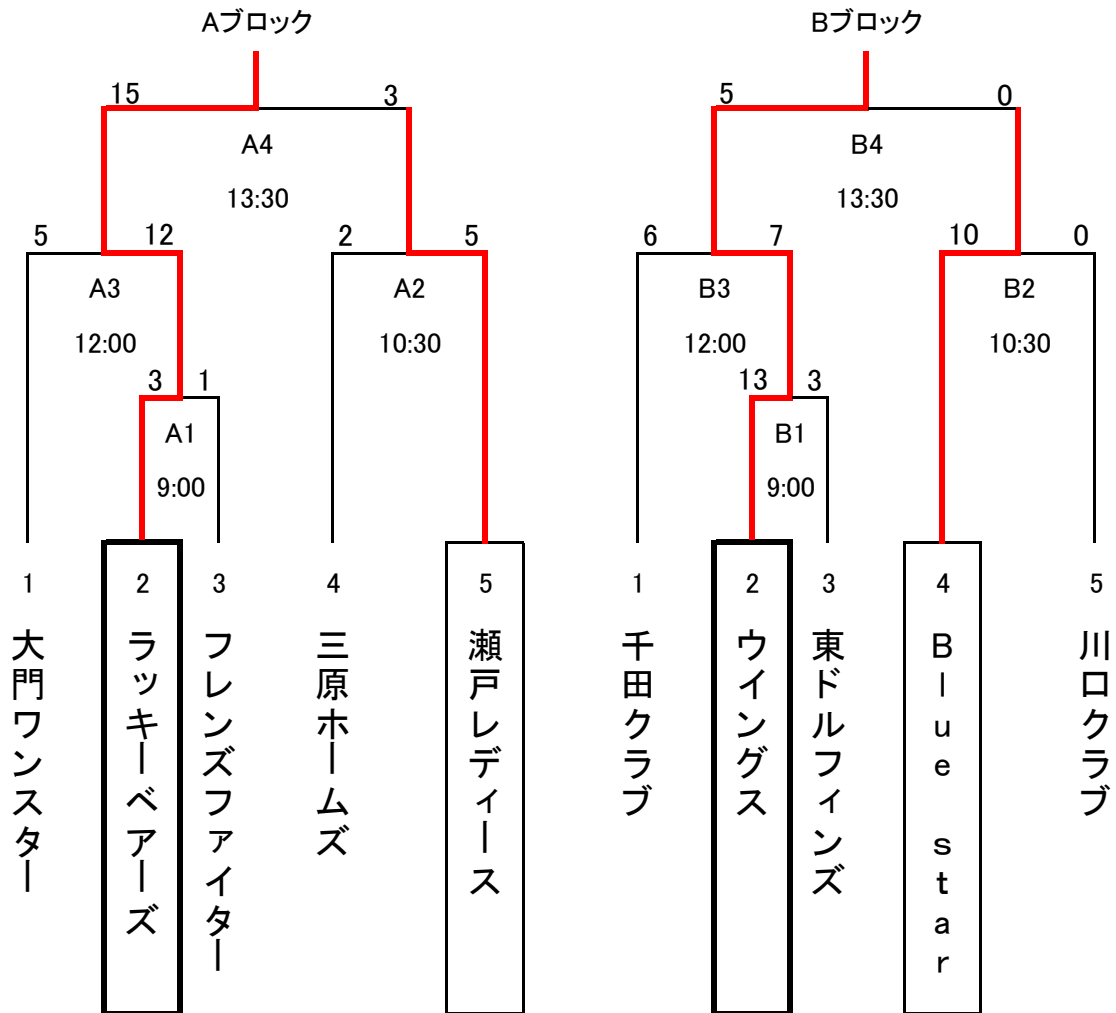 Aブロック
Bブロック
15
3
5
0
A4
B4
13:30
13:30
5
12
2
5
6
7
10
0
A3
A2
B3
B2
12:00
10:30
12:00
10:30
3
1
13
3
A1
B1
9:00
9:00
1
2
3
4
5
1
2
3
4
5
大門ワンスター
ラッキーベアーズ
フレンズファイター
三原ホームズ
瀬戸レディース
千田クラブ
ウイングス
東ドルフィンズ
Blue star
川口クラブ